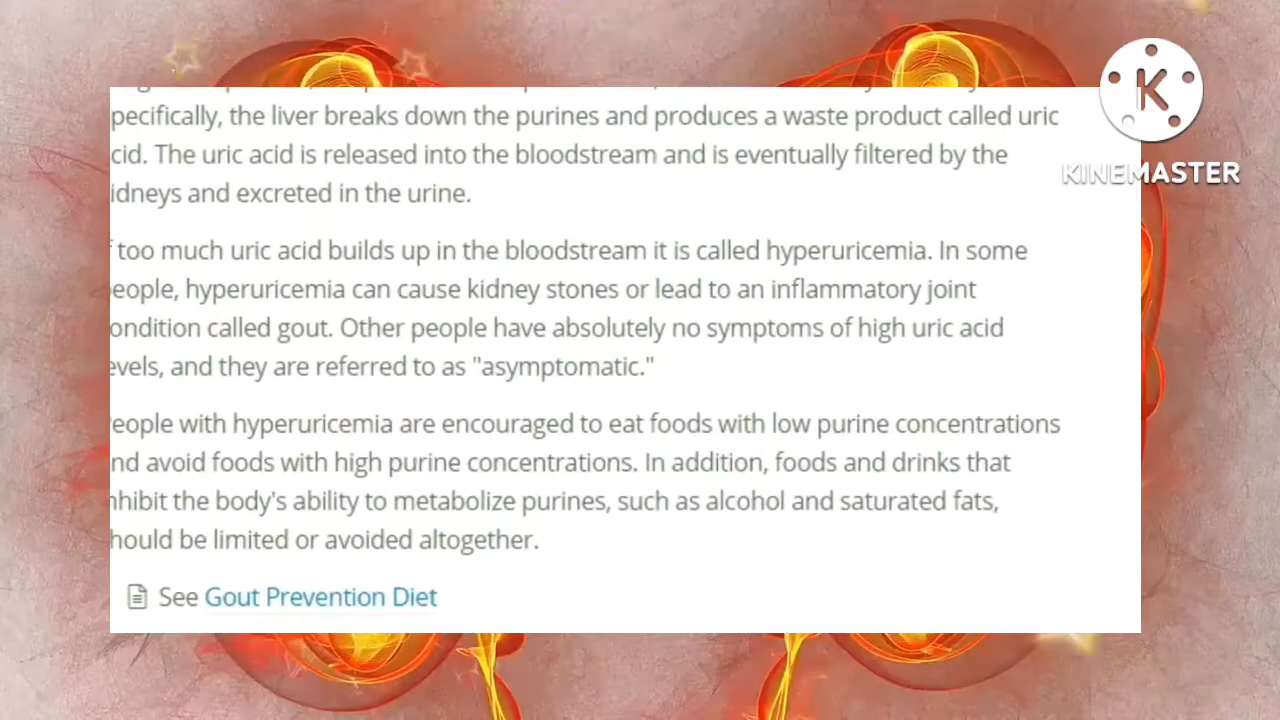 pecifically, the liver breaks down the purines and produces a waste product called uric
cid. The uric acid is released into the bloodstream and is eventually filtered by the
idneys and excreted in the urine.
too much uric acid builds up in the bloodstream it is called hyperuricemia. In some
eople, hyperuricemia can cause kidney stones or lead to an inflammatory joint
ondition called gout. Other people have absolutely no symptoms of high uric acid
evels, and they are referred to as "asymptomatic."
eople with hyperuricemia are encouraged to eat foods with low purine concentrations
nd avoid foods with high purine concentrations. In addition, foods and drinks that
nhibit the body's ability to metabolize purines, such as alcohol and saturated fats,
hould be limited or avoided altogether.
See Gout Prevention Diet
K
KINEMASTER